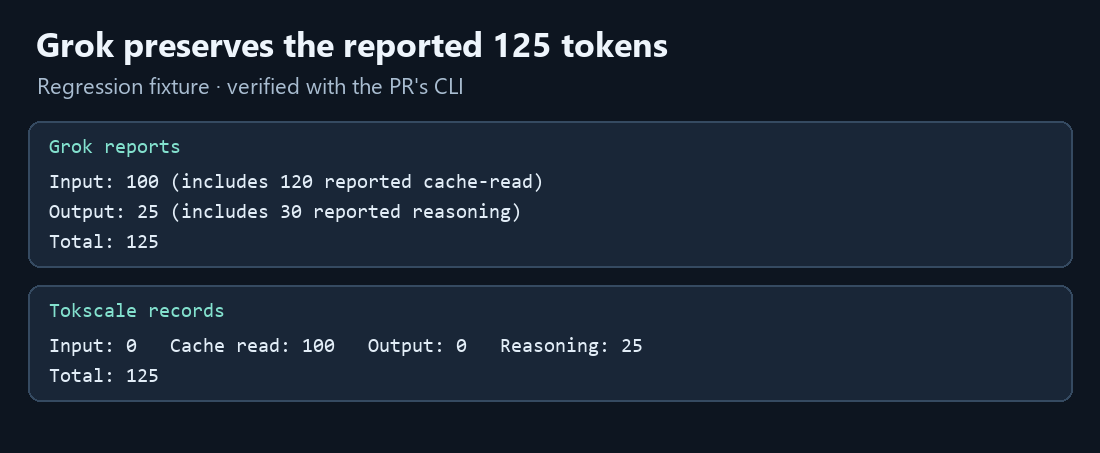 Grok preserves the reported 125 tokens
Regression fixture · verified with the PR's CLI
Grok reports
Input: 100 (includes 120 reported cache-read)
Output: 25 (includes 30 reported reasoning)
Total: 125
Tokscale records
Input: 0   Cache read: 100   Output: 0   Reasoning: 25
Total: 125